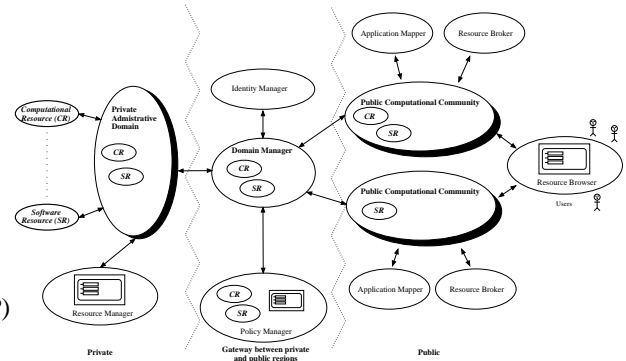 Application Mapper
Resource Broker
Identity Manager
Private
Admistrative
Domain
CR
SR
Computational
Resource (CR)
Software
Resource (SR)
Domain Manager
CR
SR
Public Computational Community
CR
SR
Resource Browser
Users
Public Computational Community
SR
Resource Manager
CR
SR
Policy Manager
Application Mapper
Resource Broker
Private
Gateway between private
and public regions
Public